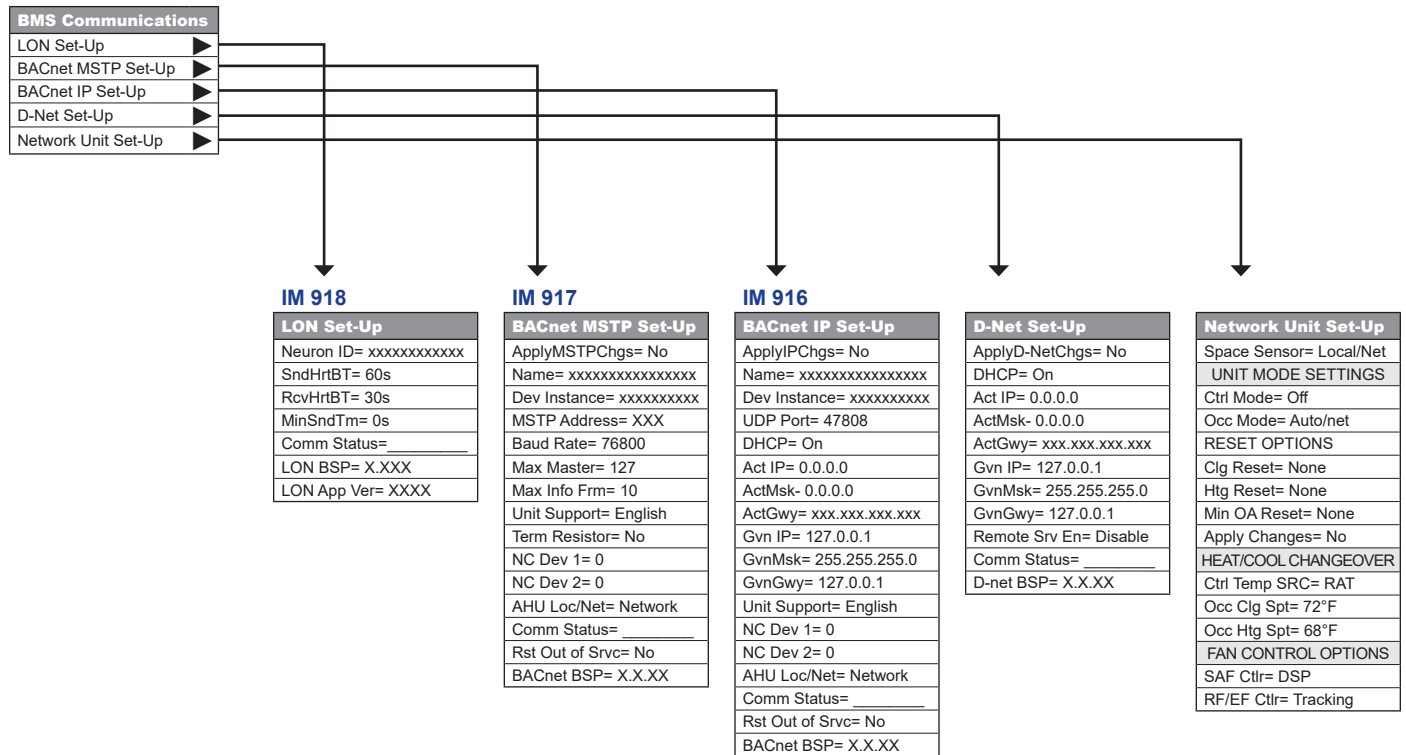 BMS Communications
LON Set-Up
BACnet MSTP Set-Up
BACnet IP Set-Up
D-Net Set-Up
Network Unit Set-Up
IM 918
LON Set-Up
Neuron ID= xxxxxxxxxxxx
SndHrtBT= 60s
RcvHrtBT= 30s
MinSndTm= 0s
Comm Status=_________
LON BSP= X.XXX
LON App Ver= XXXX
IM 917
BACnet MSTP Set-Up
ApplyMSTPChgs= No
Name= xxxxxxxxxxxxxxxx
Dev Instance= xxxxxxxxxx
MSTP Address= XXX
Baud Rate= 76800
Max Master= 127
Max Info Frm= 10
Unit Support= English
Term Resistor= No
NC Dev 1= 0
NC Dev 2= 0
AHU Loc/Net= Network
Comm Status= ________
Rst Out of Srvc= No
BACnet BSP= X.X.XX
IM 916
BACnet IP Set-Up
ApplyIPChgs= No
Name= xxxxxxxxxxxxxxxx
Dev Instance= xxxxxxxxxx
UDP Port= 47808
DHCP= On
Act IP= 0.0.0.0
ActMsk- 0.0.0.0
ActGwy= xxx.xxx.xxx.xxx
Gvn IP= 127.0.0.1
GvnMsk= 255.255.255.0
GvnGwy= 127.0.0.1
Unit Support= English
NC Dev 1= 0
NC Dev 2= 0
AHU Loc/Net= Network
Comm Status= ________
Rst Out of Srvc= No
BACnet BSP= X.X.XX
D-Net Set-Up
ApplyD-NetChgs= No
DHCP= On
Act IP= 0.0.0.0
ActMsk- 0.0.0.0
ActGwy= xxx.xxx.xxx.xxx
Gvn IP= 127.0.0.1
GvnMsk= 255.255.255.0
GvnGwy= 127.0.0.1
Remote Srv En= Disable
Comm Status= ________
D-net BSP= X.X.XX
Network Unit Set-Up
Space Sensor= Local/Net
UNIT MODE SETTINGS
Ctrl Mode= Off
Occ Mode= Auto/net
RESET OPTIONS
Clg Reset= None
Htg Reset= None
Min OA Reset= None
Apply Changes= No
HEAT/COOL CHANGEOVER
Ctrl Temp SRC= RAT
Occ Clg Spt= 72°F
Occ Htg Spt= 68°F
FAN CONTROL OPTIONS
SAF Ctlr= DSP
RF/EF Ctlr= Tracking